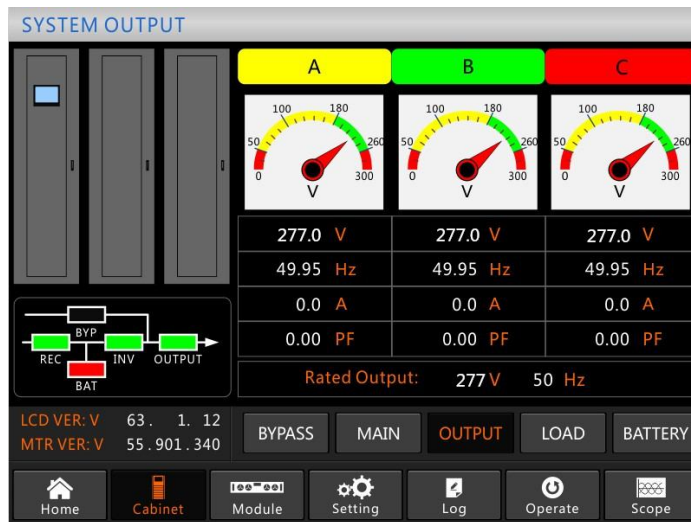 SYSTEM OUTPUT
A B C
100 180 100 180 100 180
50 260 50 260 50 260
0 300 0 300 0 300
V V V
277.0 V 277.0 V 277.0 V
49.95 Hz 49.95 Hz 49.95 Hz
0.0 A 0.0 A 0.0 A
0.00 PF 0.00 PF 0.00 PF
Rated Output: 277 V 50 Hz
BYP
REC INV OUTPUT
BAT
LCD VER: V 63. 1. 12
MTR VER: V 55.901.340
BYPASS MAIN OUTPUT LOAD BATTERY
Home Cabinet Module Setting Log Operate Scope